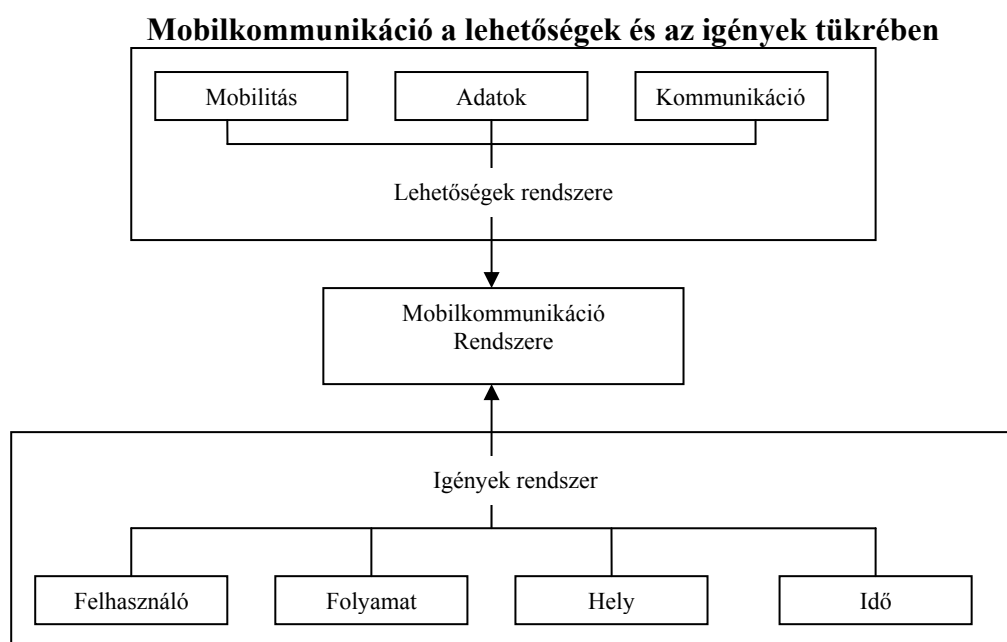 Mobilkommunikáció a lehetőségek és az igények tükrében
Mobilitás
Adatok
Kommunikáció
Lehetőségek rendszere
Mobilkommunikáció
Rendszere
Igények rendszer
Felhasználó
Folyamat
Hely
Idő